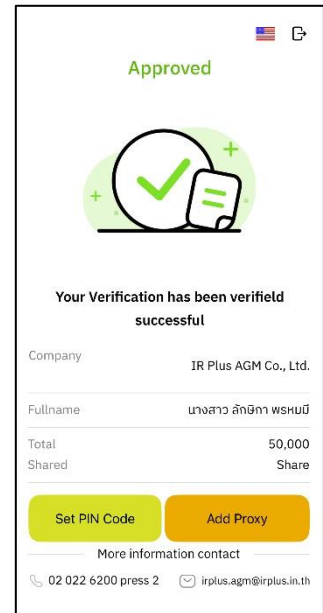 Approved
Your Verification has been verifield
successful
Company
IR Plus AGM Co., Ltd.
Fullname นางสาว ลักษิกา พรหมมี
Total 50,000
Shared Share
Set PIN Code Add Proxy
More information contact
02 022 6200 press 2 irplus.agm@irplus.in.th